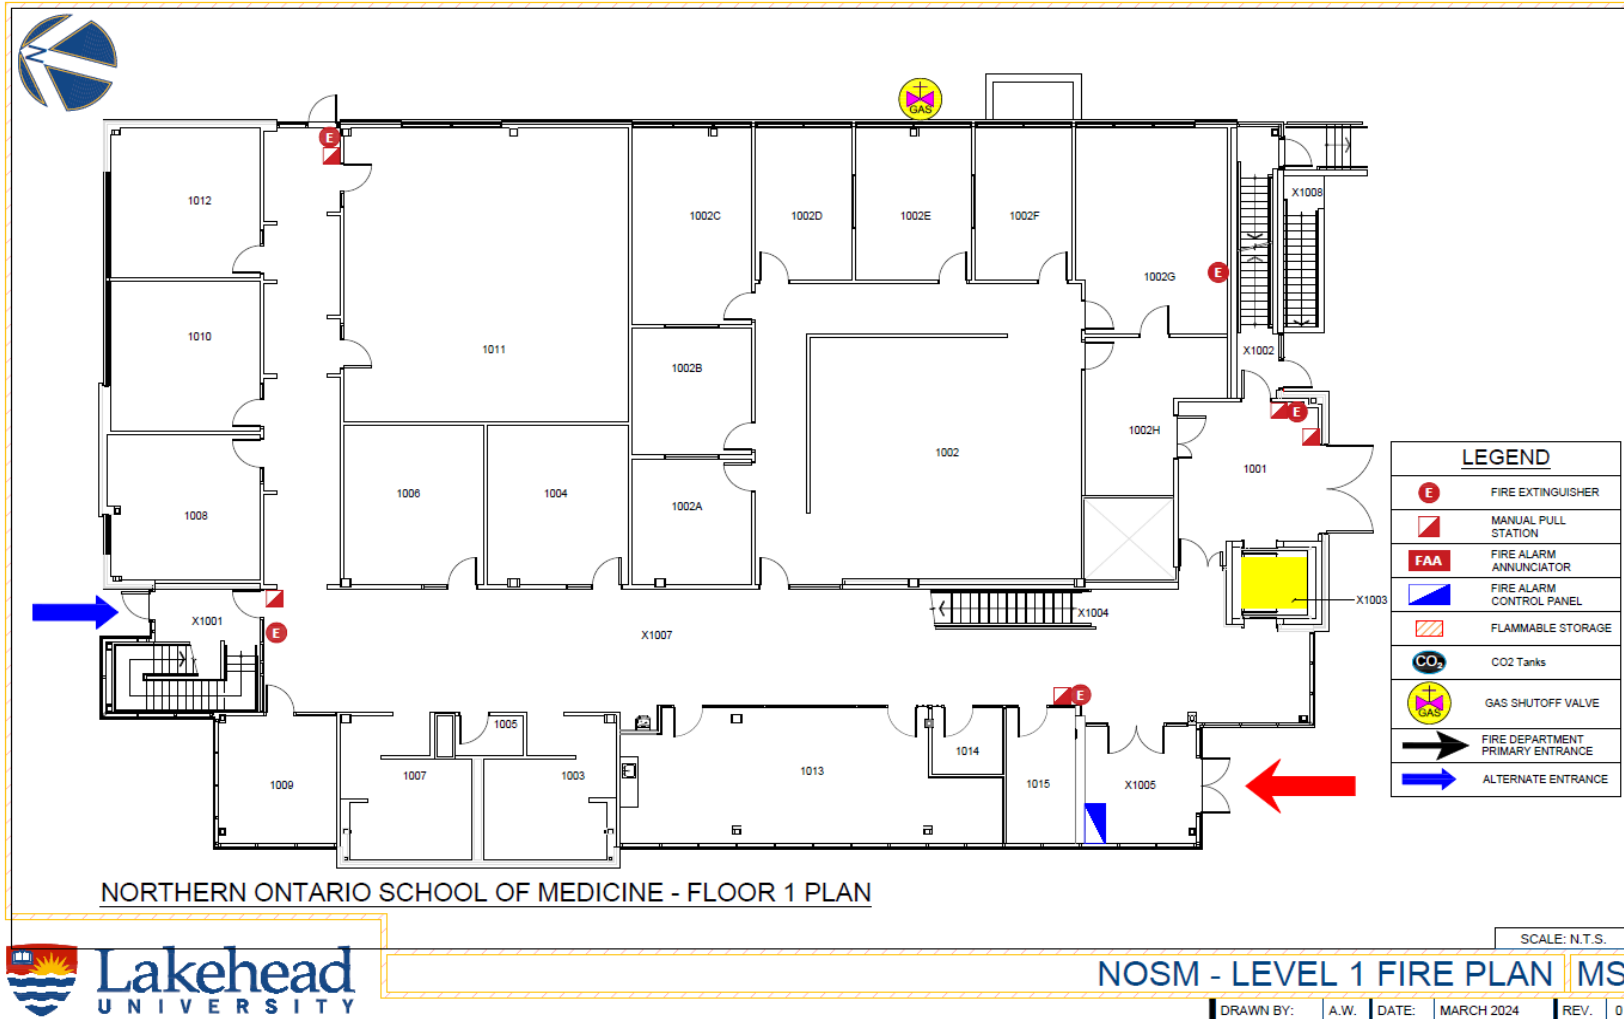 N
GAS
E
1012
1002C
1002D
1002E
1002F
X1008
1002G
E
1010
1011
X1002
1002B
E
1002H
1002
1001
1006
1004
1008
1002A
X1003
X1001
X1004
E
X1007
E
1005
1014
1009
1007
1003
1013
1015
X1005
LEGEND
E FIRE EXTINGUISHER
MANUAL PULL
STATION
FAA FIRE ALARM
ANNUNCIATOR
FIRE ALARM
CONTROL PANEL
FLAMMABLE STORAGE
CO2 CO2 Tanks
GAS GAS SHUTOFF VALVE
FIRE DEPARTMENT
PRIMARY ENTRANCE
ALTERNATE ENTRANCE
NORTHERN ONTARIO SCHOOL OF MEDICINE - FLOOR 1 PLAN
SCALE: N.T.S.
Lakehead
UNIVERSITY
NOSM - LEVEL 1 FIRE PLAN MS
DRAWN BY: A.W. DATE: MARCH 2024 REV. 0